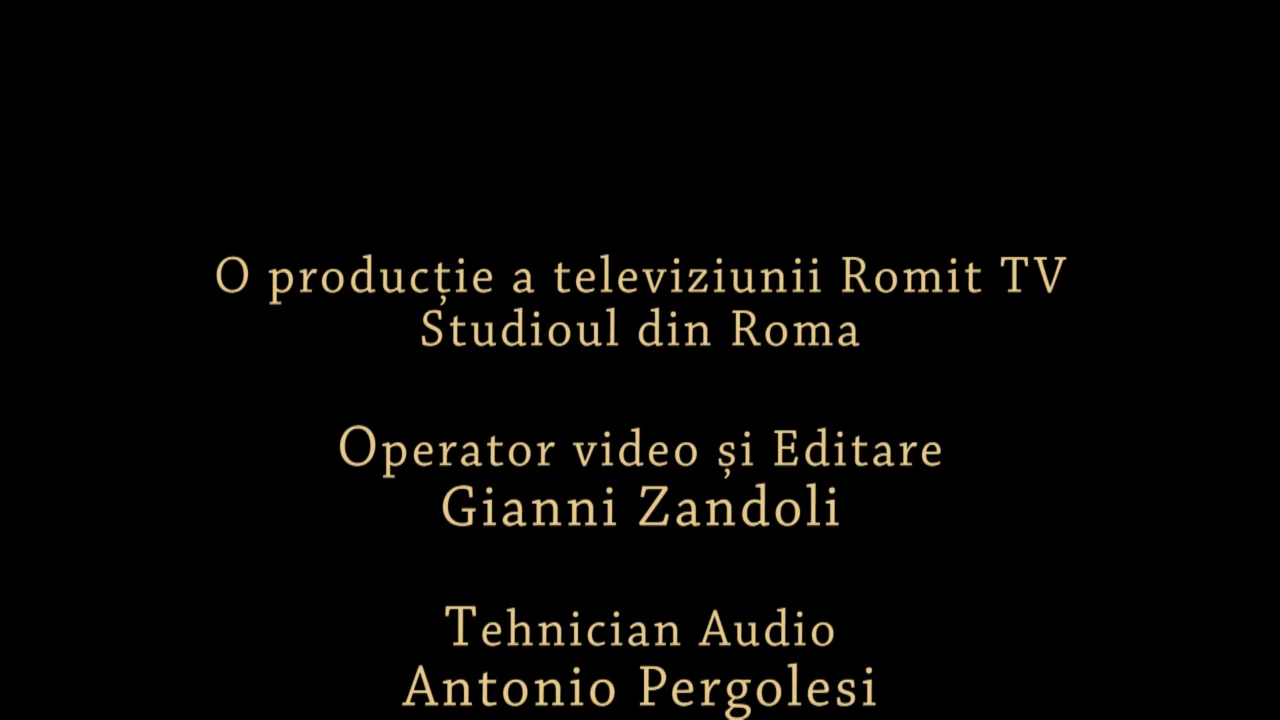 O producție a televiziunii Romit TV
Studioul din Roma
Operator video și Editare
Gianni Zandoli
Tehnician Audio
Antonio Pergolesi